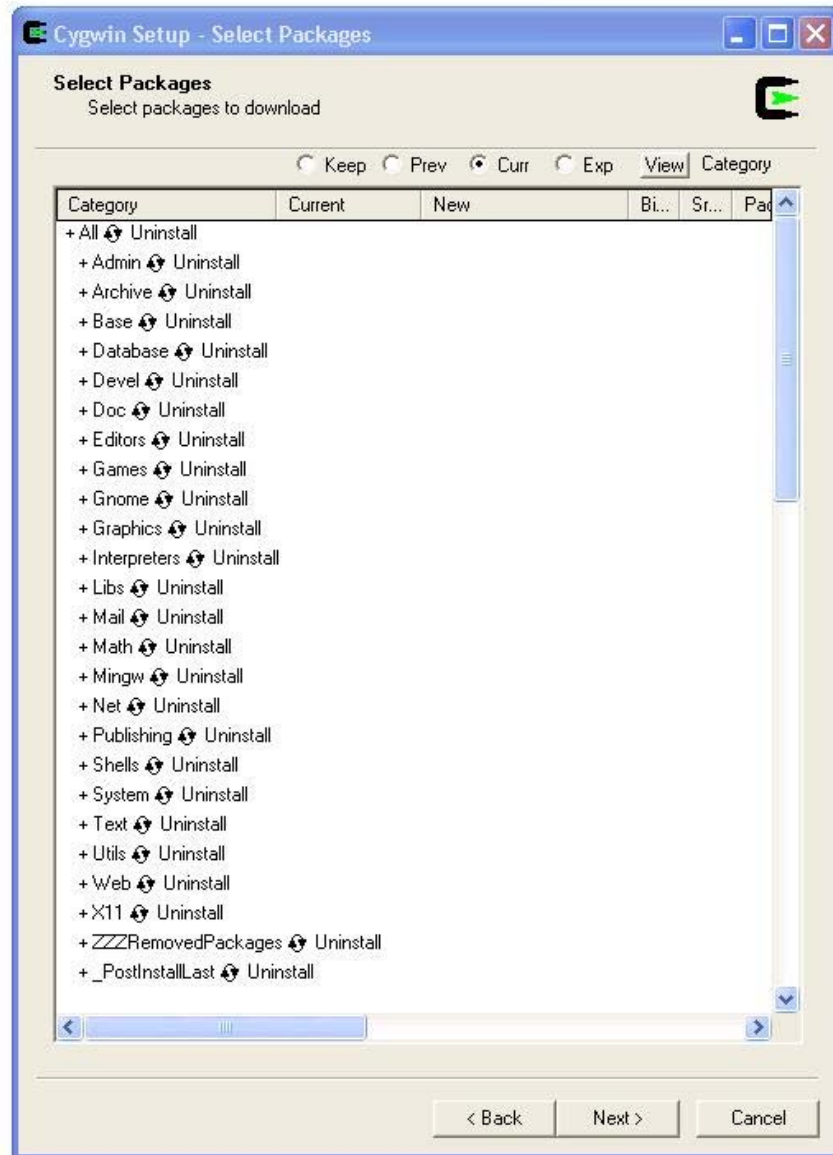 Cygwin Setup - Select Packages
Select Packages
Select packages to download
Keep Prev Curr Exp View Category
Category Current New Bi... Sr... Pac
+ All Uninstall
+ Admin Uninstall
+ Archive Uninstall
+ Base Uninstall
+ Database Uninstall
+ Devel Uninstall
+ Doc Uninstall
+ Editors Uninstall
+ Games Uninstall
+ Gnome Uninstall
+ Graphics Uninstall
+ Interpreters Uninstall
+ Libs Uninstall
+ Mail Uninstall
+ Math Uninstall
+ Mingw Uninstall
+ Net Uninstall
+ Publishing Uninstall
+ Shells Uninstall
+ System Uninstall
+ Text Uninstall
+ Utils Uninstall
+ Web Uninstall
+ X11 Uninstall
+ ZZZRemovedPackages Uninstall
+ _PostInstallLast Uninstall
< Back Next > Cancel